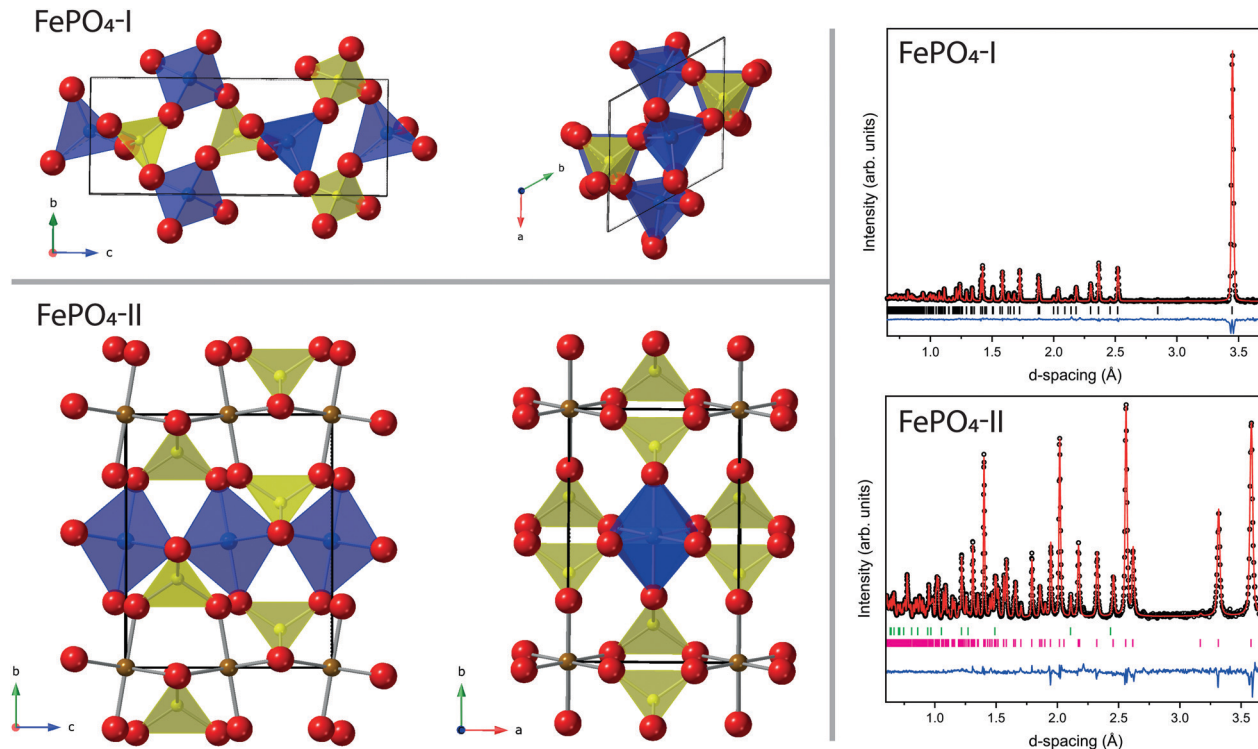 FePO₄-I
b
c
b
a
FePO₄-II
b
c
b
a
FePO₄-I
Intensity (arb. units)
1.0 1.5 2.0 2.5 3.0 3.5
d-spacing (Å)
FePO₄-II
Intensity (arb. units)
1.0 1.5 2.0 2.5 3.0 3.5
d-spacing (Å)